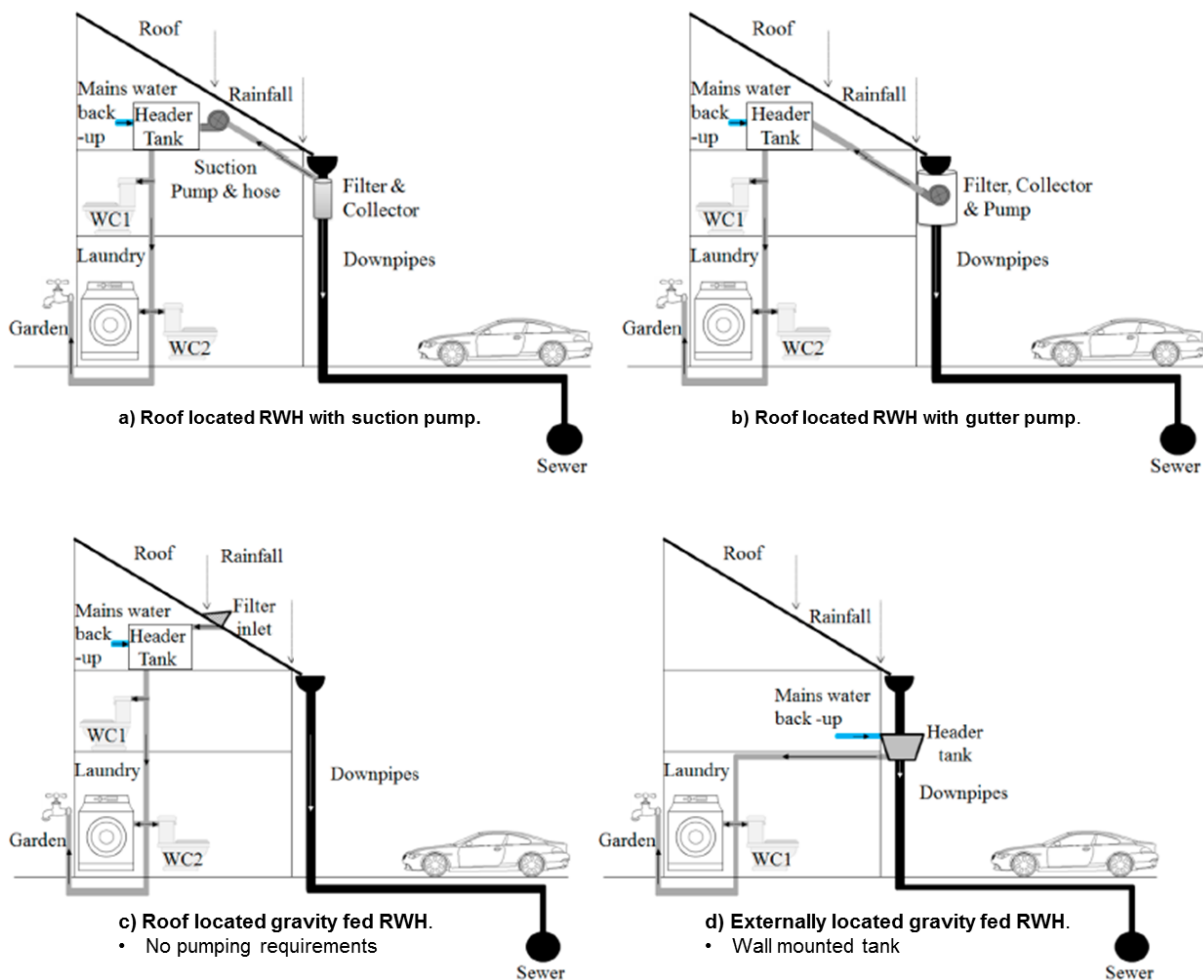 Roof
Rainfall
Mains water
back
-up
Header
Tank
Suction
Pump & hose
Filter &
Collector
WC1
Laundry
Downpipes
Garden
WC2
a) Roof located RWH with suction pump.
Sewer
Roof
Rainfall
Mains water
back
-up
Header
Tank
Filter, Collector
& Pump
WC1
Laundry
Downpipes
Garden
WC2
b) Roof located RWH with gutter pump.
Sewer
Roof
Rainfall
Mains water
back
-up
Filter
inlet
Header
Tank
WC1
Laundry
Downpipes
Garden
WC2
c) Roof located gravity fed RWH.
• No pumping requirements
Sewer
Roof
Rainfall
Mains water
back -up
Header
tank
Laundry
Downpipes
Garden
WC1
d) Externally located gravity fed RWH.
• Wall mounted tank
Sewer